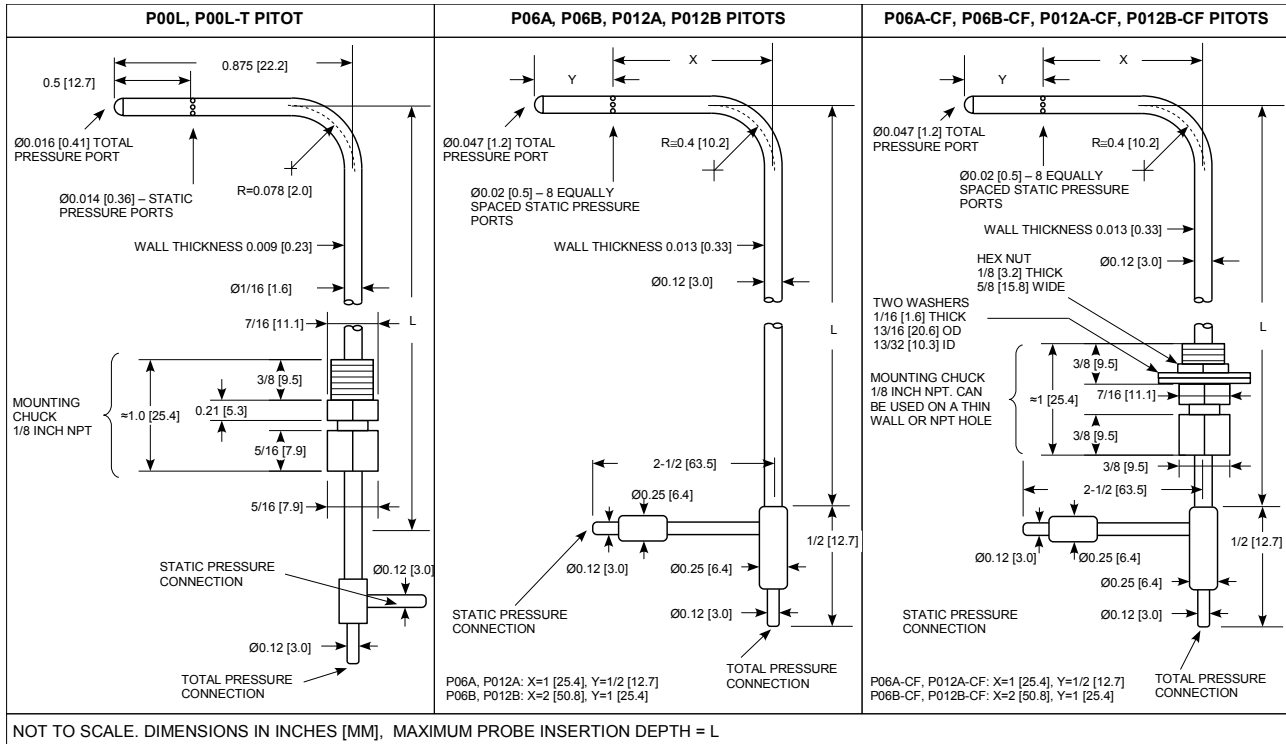 P00L, P00L-T PITOT
0.875 [22.2]
0.5 [12.7]
Ø0.016 [0.41] TOTAL
PRESSURE PORT
R=0.078 [2.0]
Ø0.014 [0.36] – STATIC
PRESSURE PORTS
WALL THICKNESS 0.009 [0.23]
Ø1/16 [1.6]
L
7/16 [11.1]
3/8 [9.5]
MOUNTING
CHUCK
1/8 INCH NPT
≈1.0 [25.4]
0.21 [5.3]
5/16 [7.9]
5/16 [7.9]
STATIC PRESSURE
CONNECTION
Ø0.12 [3.0]
Ø0.12 [3.0]
TOTAL PRESSURE
CONNECTION
P06A, P06B, P012A, P012B PITOTS
X
Y
Ø0.047 [1.2] TOTAL
PRESSURE PORT
R≅0.4 [10.2]
Ø0.02 [0.5] – 8 EQUALLY
SPACED STATIC PRESSURE
PORTS
WALL THICKNESS 0.013 [0.33]
Ø0.12 [3.0]
L
2-1/2 [63.5]
Ø0.25 [6.4]
1/2 [12.7]
Ø0.12 [3.0]
Ø0.25 [6.4]
STATIC PRESSURE
CONNECTION
Ø0.12 [3.0]
TOTAL PRESSURE
CONNECTION
P06A, P012A: X=1 [25.4], Y=1/2 [12.7]
P06B, P012B: X=2 [50.8], Y=1 [25.4]
P06A-CF, P06B-CF, P012A-CF, P012B-CF PITOTS
X
Y
Ø0.047 [1.2] TOTAL
PRESSURE PORT
R≅0.4 [10.2]
Ø0.02 [0.5] – 8 EQUALLY
SPACED STATIC PRESSURE
PORTS
WALL THICKNESS 0.013 [0.33]
HEX NUT
1/8 [3.2] THICK
5/8 [15.8] WIDE
Ø0.12 [3.0]
TWO WASHERS
1/16 [1.6] THICK
13/16 [20.6] OD
13/32 [10.3] ID
L
3/8 [9.5]
MOUNTING CHUCK
1/8 INCH NPT. CAN
BE USED ON A THIN
WALL OR NPT HOLE
≈1 [25.4]
7/16 [11.1]
3/8 [9.5]
3/8 [9.5]
2-1/2 [63.5]
1/2 [12.7]
Ø0.12 [3.0]
Ø0.25 [6.4]
Ø0.25 [6.4]
STATIC PRESSURE
CONNECTION
Ø0.12 [3.0]
TOTAL PRESSURE
CONNECTION
P06A-CF, P012A-CF: X=1 [25.4], Y=1/2 [12.7]
P06B-CF, P012B-CF: X=2 [50.8], Y=1 [25.4]
NOT TO SCALE. DIMENSIONS IN INCHES [MM], MAXIMUM PROBE INSERTION DEPTH = L